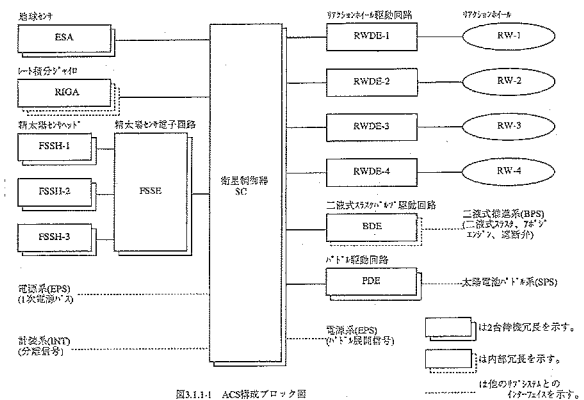 地球センサ
ESA
レート積分ジャイロ
RIGA
精太陽センサヘッド
FSSH-1
FSSH-2
FSSH-3
精太陽センサ電子回路
FSSE
電源系(EPS)
(1次電源バス)
計装系(INT)
(分離信号)
衛星制御器
SC
リアクションホイール駆動回路
RWDE-1
RWDE-2
RWDE-3
RWDE-4
リアクションホイール
RW-1
RW-2
RW-3
RW-4
二液式スラスタバルブ駆動回路
BDE
二液式推進系(BPS)
(二液式スラスタ、アポジ
エンジン、遮断弁)
パドル駆動回路
PDE
太陽電池パドル系(SPS)
電源系(EPS)
(パドル展開信号)
は2台待機冗長を示す。
は内部冗長を示す。
は他のサブシステムとの
インターフェイスを示す。
図3.1.1-1 ACS構成ブロック図